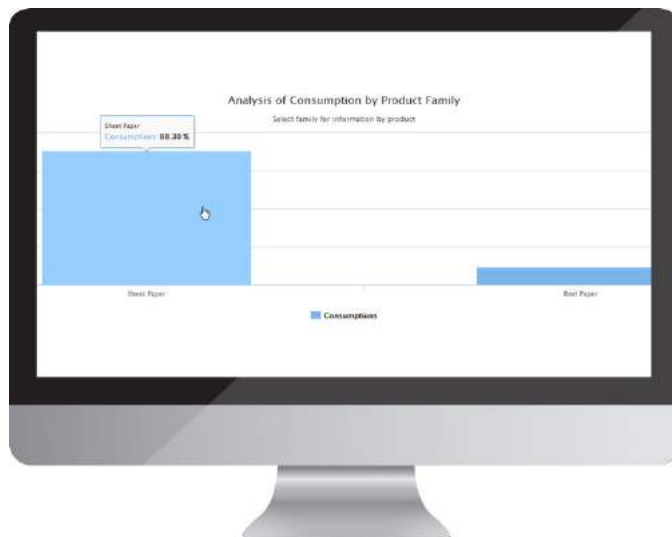 Analysis of Consumption by Product Family
Select family for information by product
Sheet Paper
Consumptions 88.30 %
Sheet Paper
Reel Paper
Consumptions